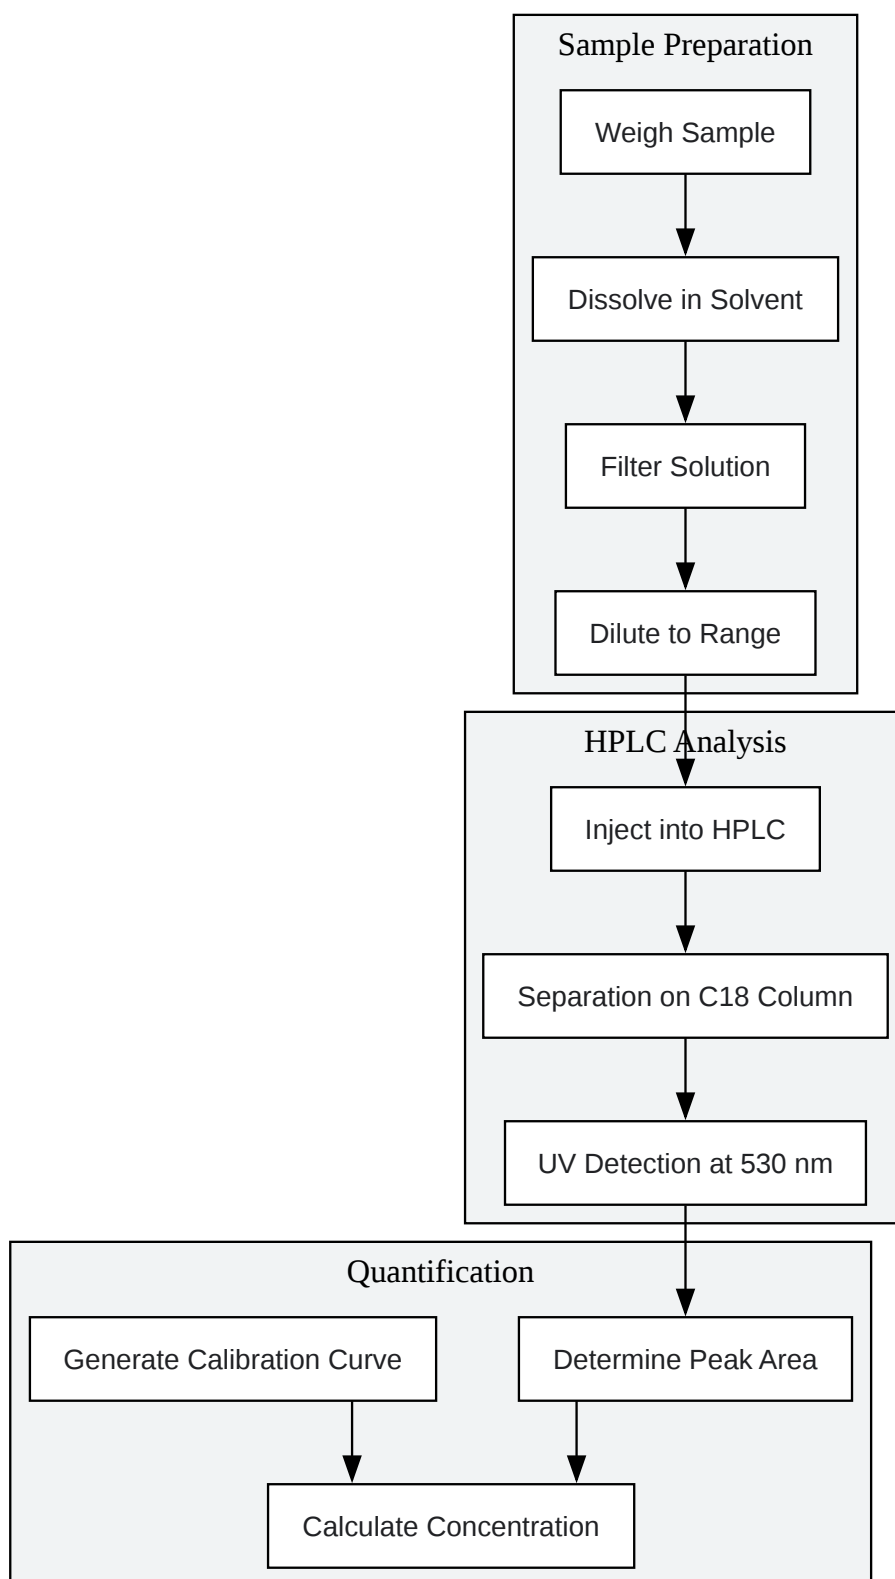 Sample Preparation
Weigh Sample
Dissolve in Solvent
Filter Solution
Dilute to Range
HPLC Analysis
Inject into HPLC
Separation on C18 Column
UV Detection at 530 nm
Quantification
Generate Calibration Curve
Determine Peak Area
Calculate Concentration